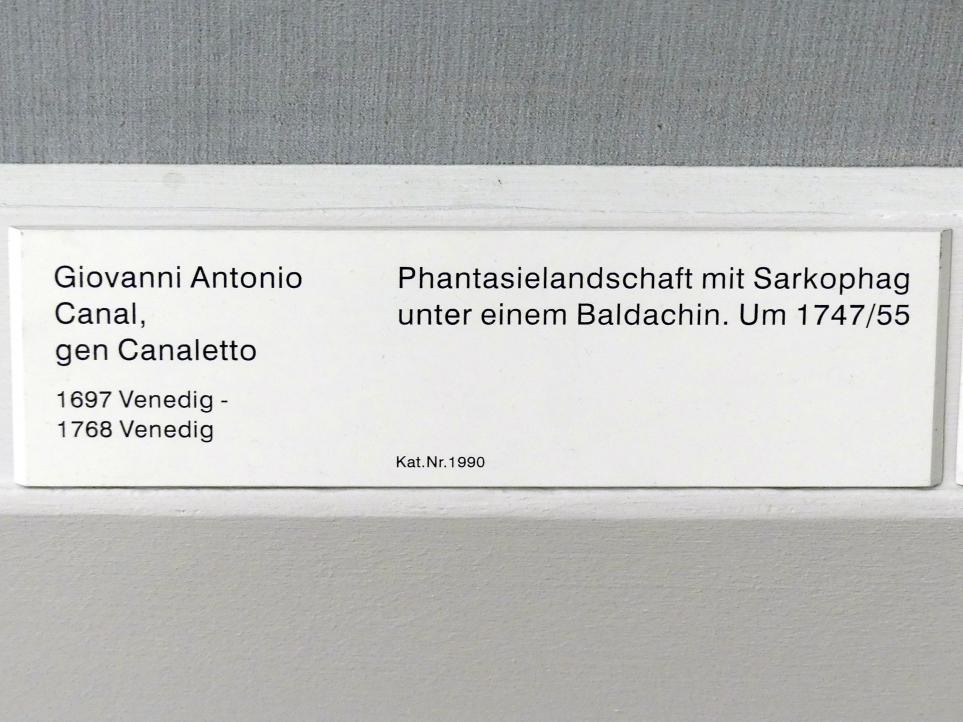 Giovanni Antonio
Canal,
gen Canaletto
1697 Venedig -
1768 Venedig
Phantasielandschaft mit Sarkophag
unter einem Baldachin. Um 1747/55
Kat.Nr.1990